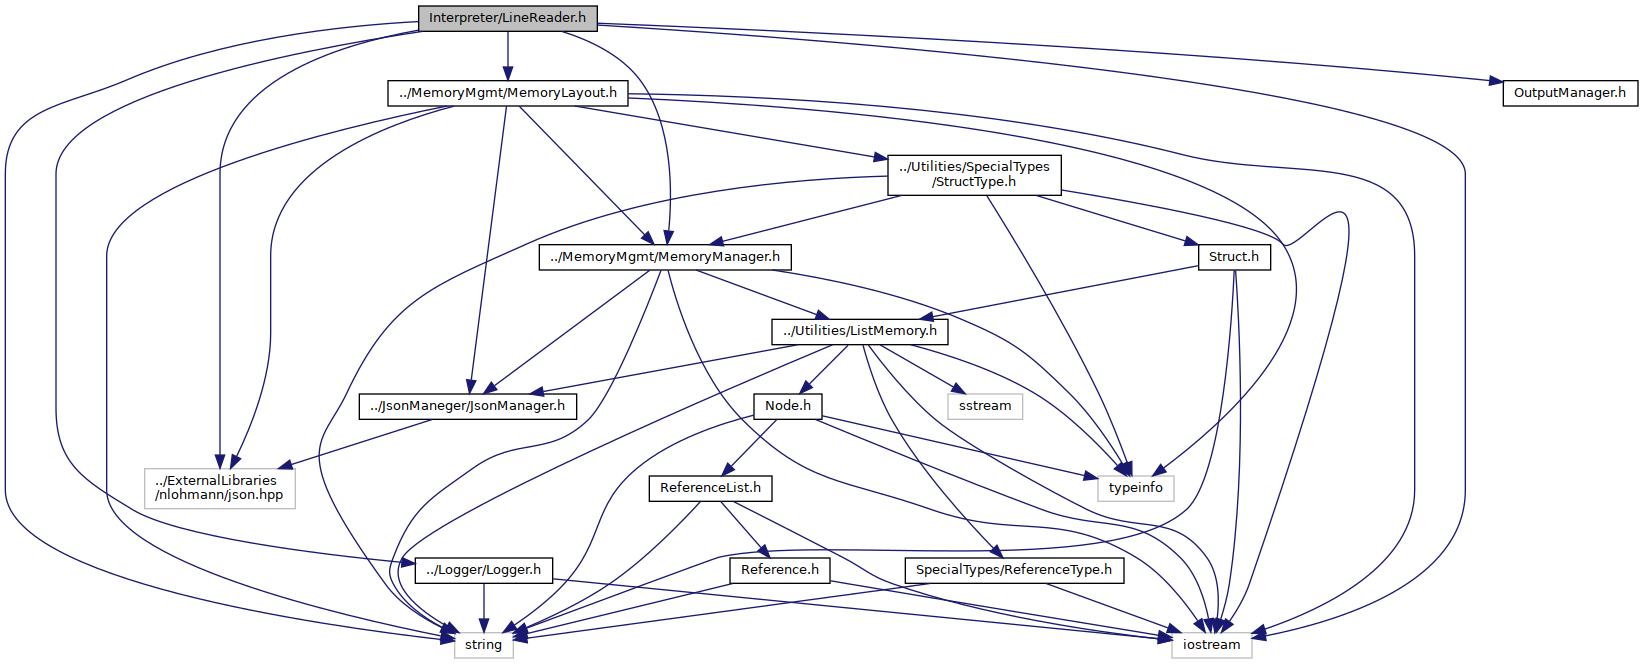 Interpreter/LineReader.h
../MemoryMgmt/MemoryLayout.h
OutputManager.h
../Utilities/SpecialTypes
/StructType.h
../MemoryMgmt/MemoryManager.h
Struct.h
../Utilities/ListMemory.h
../JsonManeger/JsonManager.h
Node.h
sstream
../ExternalLibraries
/nlohmann/json.hpp
ReferenceList.h
typeinfo
../Logger/Logger.h
Reference.h
SpecialTypes/ReferenceType.h
string
iostream